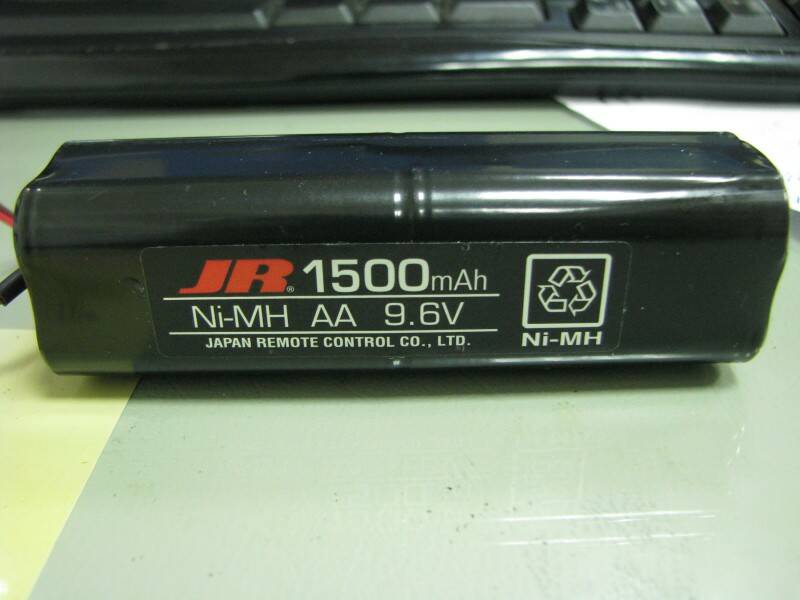 JR® 1500mAh
Ni-MH AA 9.6V
JAPAN REMOTE CONTROL CO., LTD.
Ni-MH